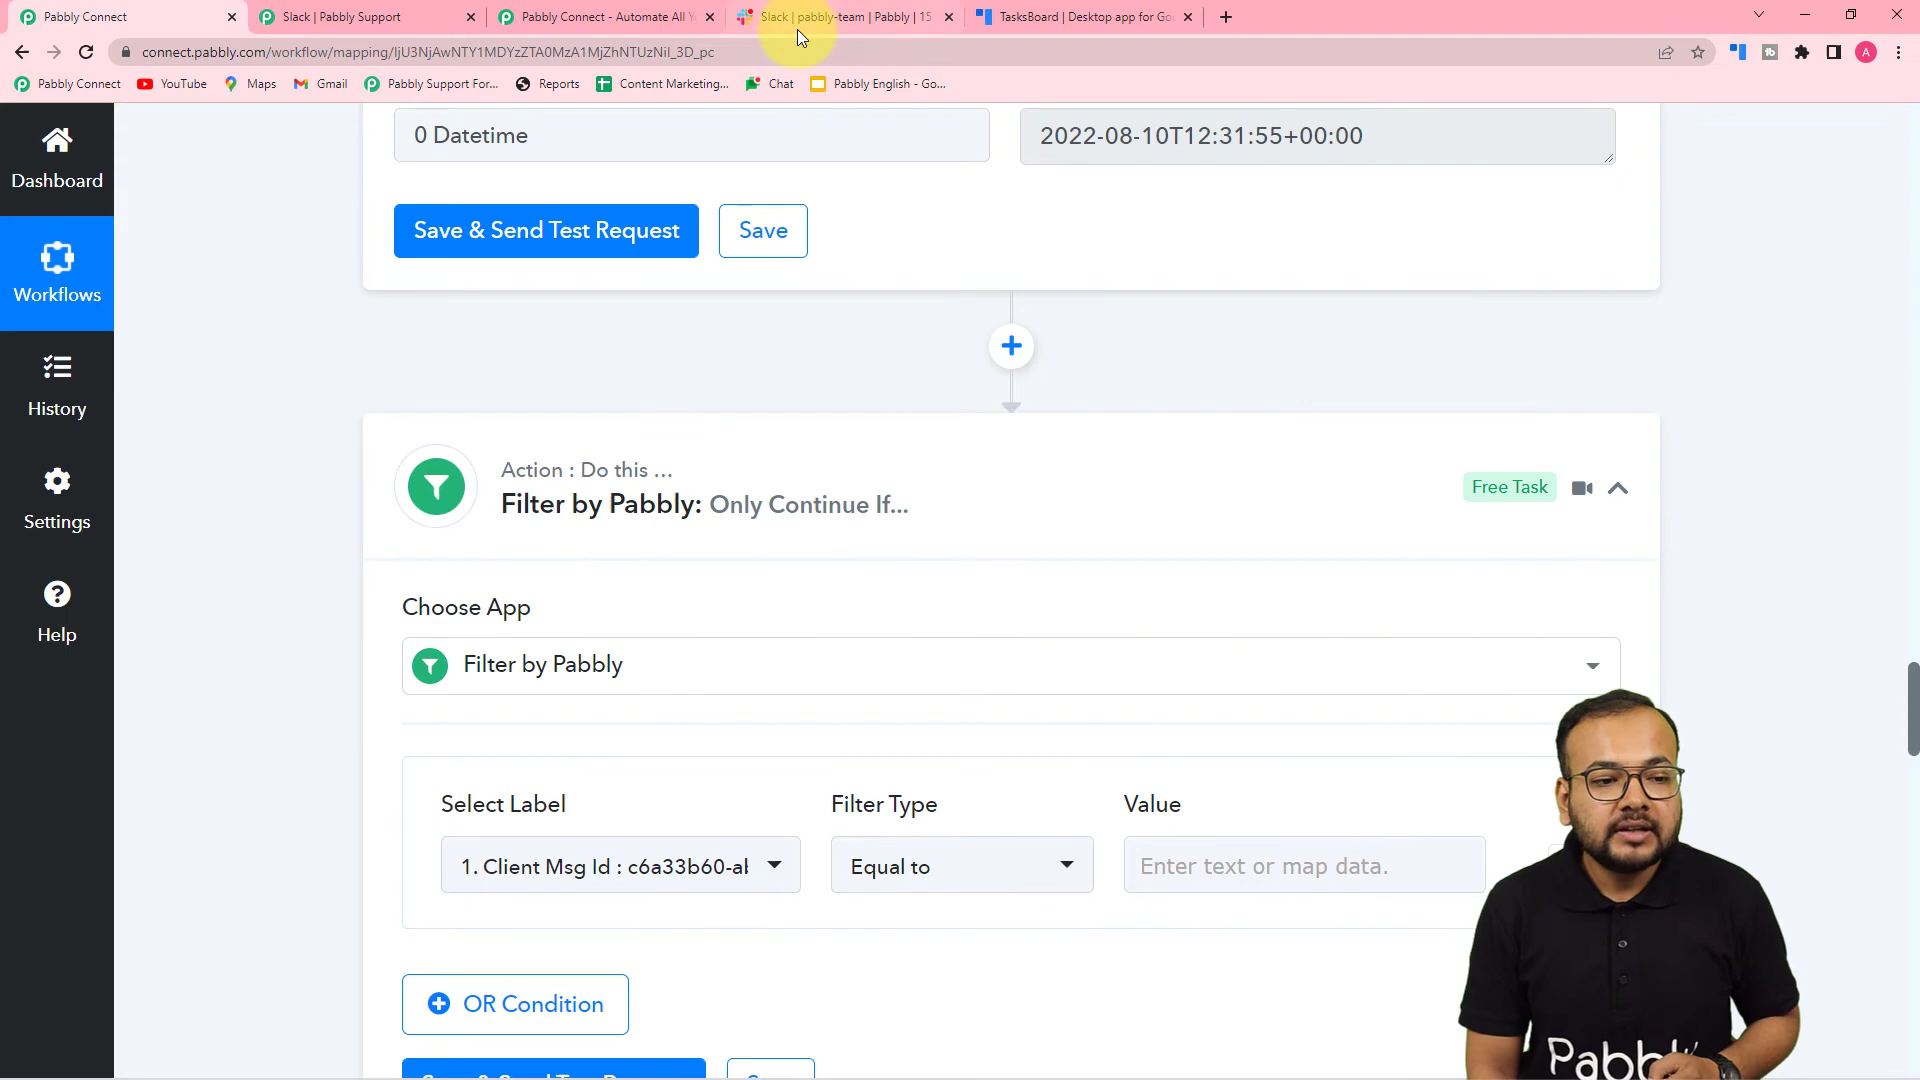 Pabbly Connect
Slack | Pabbly Support
Pabbly Connect - Automate All Y
Slack | pabbly-team | Pabbly | 15
TasksBoard | Desktop app for Go
connect.pabbly.com/workflow/mapping/IjU3NjAwNTY1MDYzZTA0MzA1MjZhNTUzNiI_3D_pc
A
Pabbly Connect
YouTube
Maps
Gmail
Pabbly Support For...
Reports
Content Marketing...
Chat
Pabbly English - Go...
0 Datetime
2022-08-10T12:31:55+00:00
Dashboard
Save & Send Test Request
Save
Workflows
History
Action : Do this ...
Filter by Pabbly: Only Continue If...
Free Task
Settings
Help
Choose App
Filter by Pabbly
Select Label
Filter Type
Value
1. Client Msg Id : c6a33b60-al
Equal to
Enter text or map data.
OR Condition
Pabbly